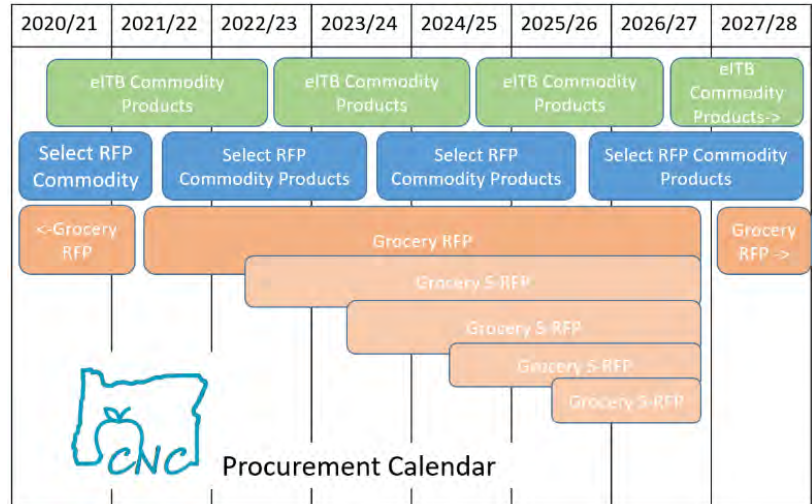 2020/21 2021/22 2022/23 2023/24 2024/25 2025/26 2026/27 2027/28
eITB Commodity
Products
eITB Commodity
Products
eITB Commodity
Products
eITB
Commodity
Products->
Select RFP
Commodity
Select RFP
Commodity Products
Select RFP
Commodity Products
Select RFP Commodity
Products
<-Grocery
RFP
Grocery RFP
Grocery
RFP ->
Grocery S-RFP
Grocery S-RFP
Grocery S-RFP
Grocery S-RFP
CNC
Procurement Calendar